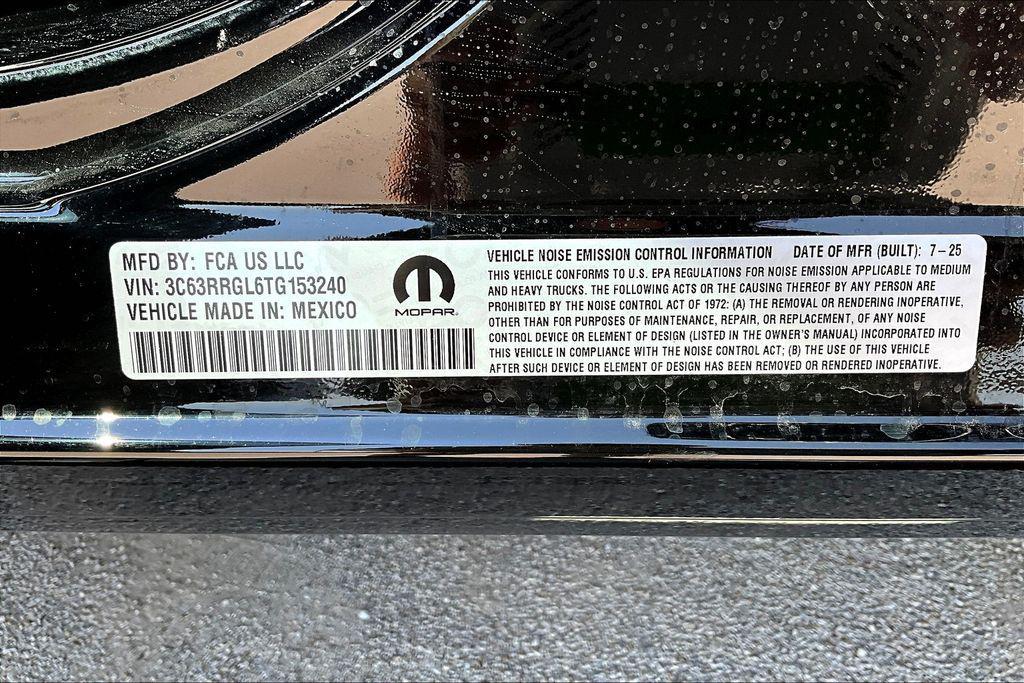 MFD BY: FCA US LLC
VIN: 3C63RRGL6TG153240
VEHICLE MADE IN: MEXICO
MOPAR®
VEHICLE NOISE EMISSION CONTROL INFORMATION DATE OF MFR (BUILT): 7-25
THIS VEHICLE CONFORMS TO U.S. EPA REGULATIONS FOR NOISE EMISSION APPLICABLE TO MEDIUM
AND HEAVY TRUCKS. THE FOLLOWING ACTS OR THE CAUSING THEREOF BY ANY PERSON ARE
PROHIBITED BY THE NOISE CONTROL ACT OF 1972: (A) THE REMOVAL OR RENDERING INOPERATIVE,
OTHER THAN FOR PURPOSES OF MAINTENANCE, REPAIR, OR REPLACEMENT, OF ANY NOISE
CONTROL DEVICE OR ELEMENT OF DESIGN (LISTED IN THE OWNER'S MANUAL) INCORPORATED INTO
THIS VEHICLE IN COMPLIANCE WITH THE NOISE CONTROL ACT; (B) THE USE OF THIS VEHICLE
AFTER SUCH DEVICE OR ELEMENT OF DESIGN HAS BEEN REMOVED OR RENDERED INOPERATIVE.